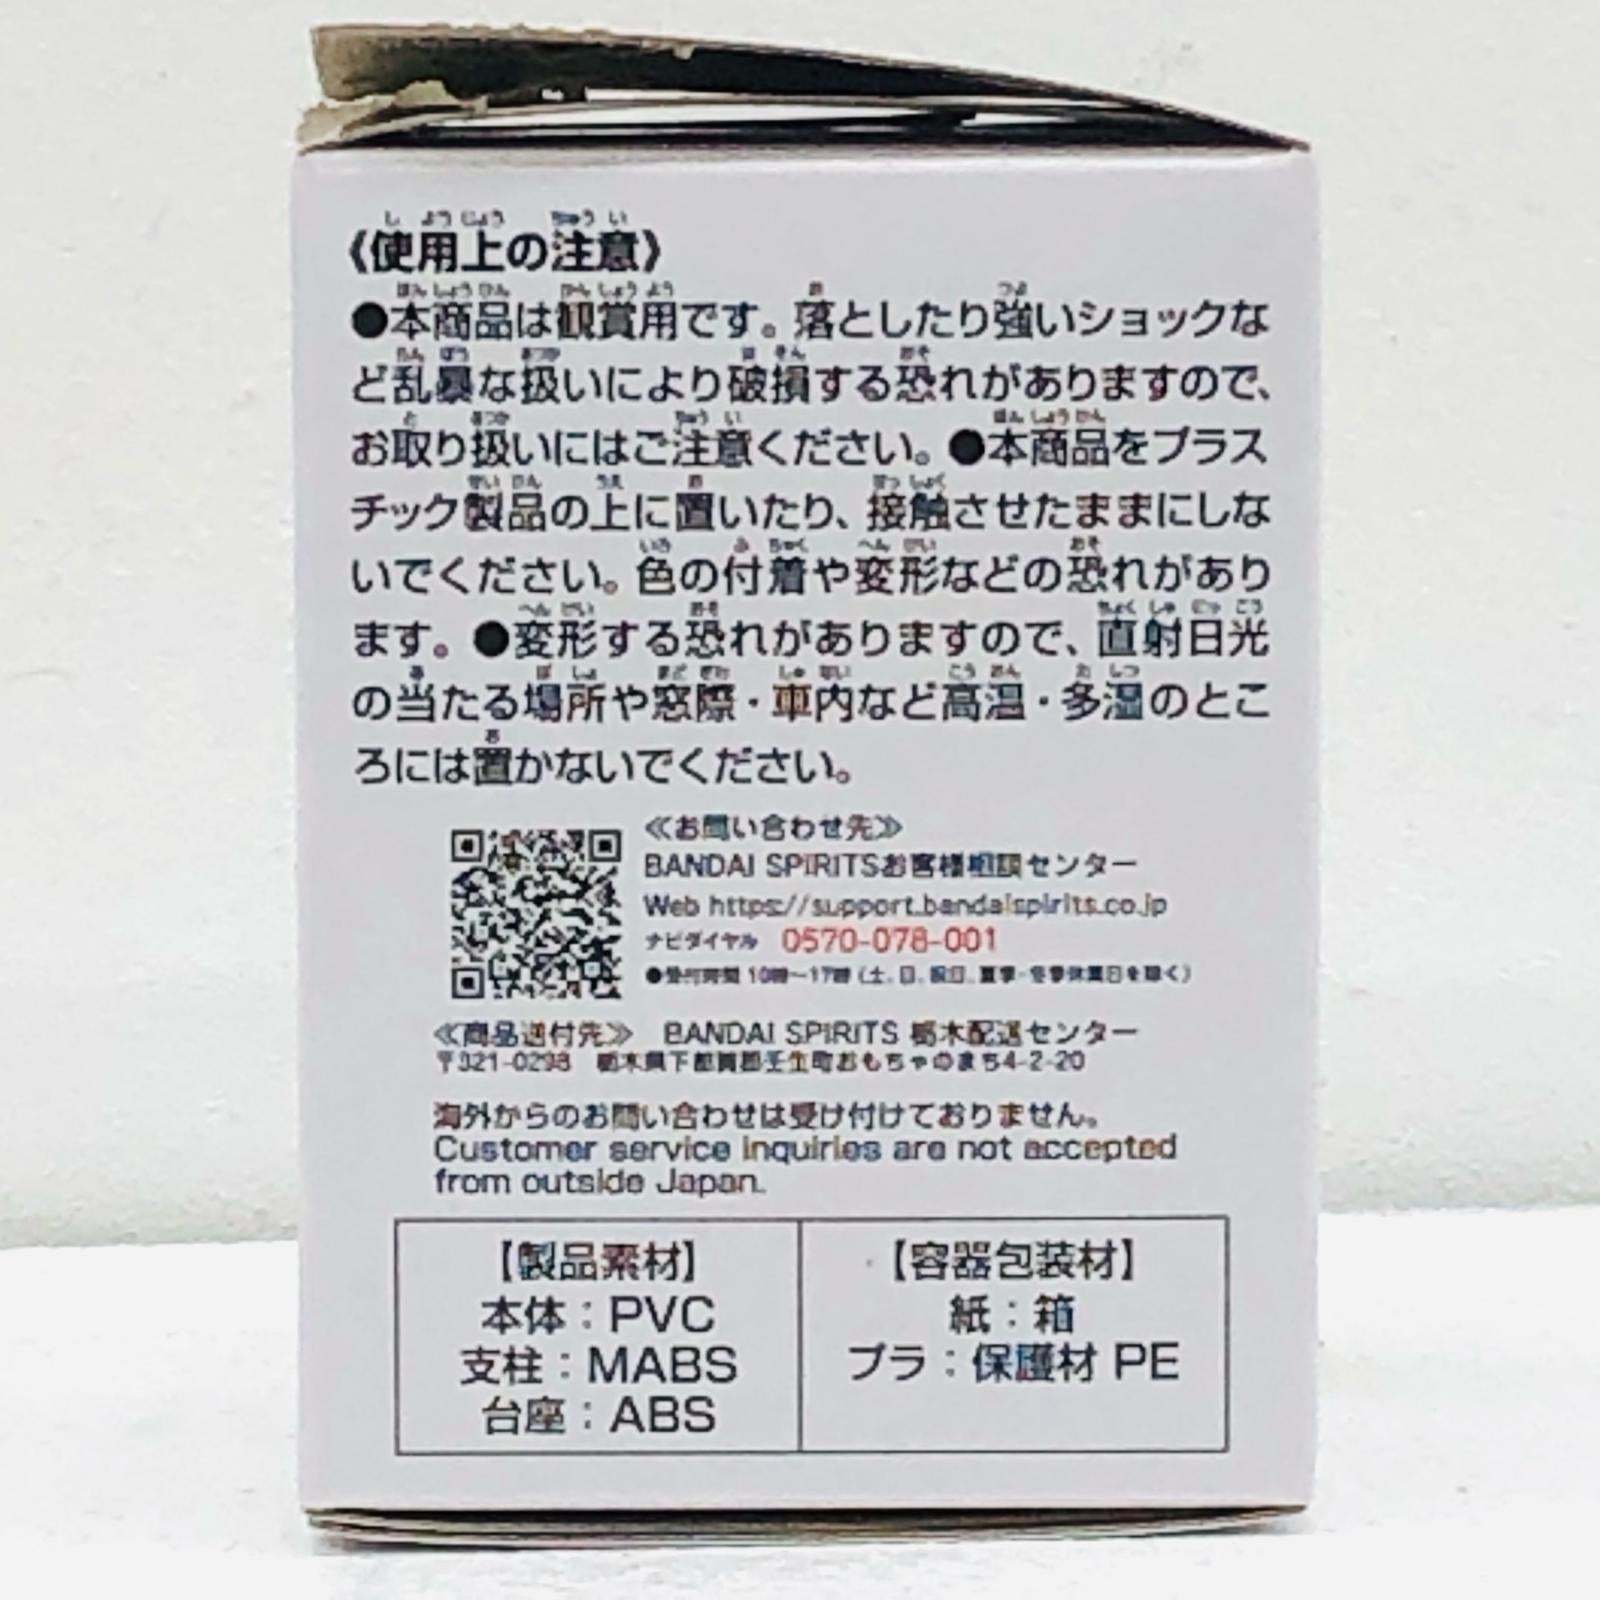 《使用上の注意》
●本商品は観賞用です。落としたり強いショックな
ど乱暴な扱いにより破損する恐れがありますので、
お取り扱いにはご注意ください。●本商品をプラス
チック製品の上に置いたり、接触させたままにしな
いでください。色の付着や変形などの恐れがあり
ます。●変形する恐れがありますので、直射日光
の当たる場所や窓際・車内など高温・多湿のとこ
ろには置かないでください。
≪お問い合わせ先≫
BANDAI SPIRITSお客様相談センター
Web https://support.bandaispirits.co.jp
ナビダイヤル 0570-078-001
●受付時間 10時~17時(土、日、祝日、夏季・冬季休業日を除く)
≪商品送付先≫ BANDAI SPIRITS 栃木配送センター
〒321-0298 栃木県下都賀郡壬生町おもちゃのまち4-2-20
海外からのお問い合わせは受け付けておりません。
Customer service inquiries are not accepted
from outside Japan.
【製品素材】
本体:PVC
支柱:MABS
台座:ABS
【容器包装材】
紙:箱
プラ:保護材 PE